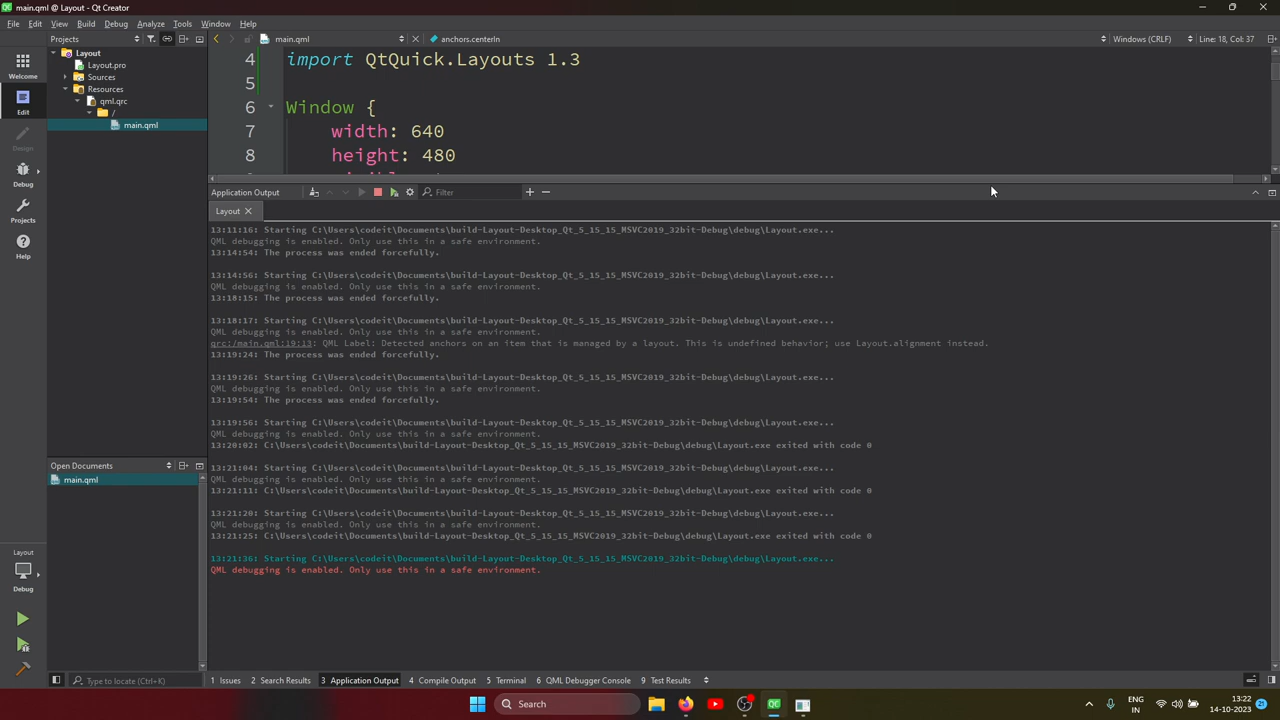 main.qml @ Layout - Qt Creator
File Edit View Build Debug Analyze Tools Window Help
Projects
main.qml
anchors.centerIn
Windows (CRLF)
Line: 18, Col: 37
Welcome
Edit
Design
Debug
Projects
Help
Layout
Layout.pro
Sources
Resources
qml.qrc
/
main.qml
4 import QtQuick.Layouts 1.3
5
6 Window {
7 width: 640
8 height: 480
Application Output
Filter
Layout
13:11:16: Starting C:\Users\codeit\Documents\build-Layout-Desktop_Qt_5_15_15_MSVC2019_32bit-Debug\debug\Layout.exe...
QML debugging is enabled. Only use this in a safe environment.
13:14:54: The process was ended forcefully.
13:14:56: Starting C:\Users\codeit\Documents\build-Layout-Desktop_Qt_5_15_15_MSVC2019_32bit-Debug\debug\Layout.exe...
QML debugging is enabled. Only use this in a safe environment.
13:18:15: The process was ended forcefully.
13:18:17: Starting C:\Users\codeit\Documents\build-Layout-Desktop_Qt_5_15_15_MSVC2019_32bit-Debug\debug\Layout.exe...
QML debugging is enabled. Only use this in a safe environment.
qrc:/main.qml:19:13: QML Label: Detected anchors on an item that is managed by a layout. This is undefined behavior; use Layout.alignment instead.
13:19:24: The process was ended forcefully.
13:19:26: Starting C:\Users\codeit\Documents\build-Layout-Desktop_Qt_5_15_15_MSVC2019_32bit-Debug\debug\Layout.exe...
QML debugging is enabled. Only use this in a safe environment.
13:19:54: The process was ended forcefully.
13:19:56: Starting C:\Users\codeit\Documents\build-Layout-Desktop_Qt_5_15_15_MSVC2019_32bit-Debug\debug\Layout.exe...
QML debugging is enabled. Only use this in a safe environment.
13:20:02: C:\Users\codeit\Documents\build-Layout-Desktop_Qt_5_15_15_MSVC2019_32bit-Debug\debug\Layout.exe exited with code 0
13:21:04: Starting C:\Users\codeit\Documents\build-Layout-Desktop_Qt_5_15_15_MSVC2019_32bit-Debug\debug\Layout.exe...
QML debugging is enabled. Only use this in a safe environment.
13:21:11: C:\Users\codeit\Documents\build-Layout-Desktop_Qt_5_15_15_MSVC2019_32bit-Debug\debug\Layout.exe exited with code 0
13:21:20: Starting C:\Users\codeit\Documents\build-Layout-Desktop_Qt_5_15_15_MSVC2019_32bit-Debug\debug\Layout.exe...
QML debugging is enabled. Only use this in a safe environment.
13:21:25: C:\Users\codeit\Documents\build-Layout-Desktop_Qt_5_15_15_MSVC2019_32bit-Debug\debug\Layout.exe exited with code 0
13:21:36: Starting C:\Users\codeit\Documents\build-Layout-Desktop_Qt_5_15_15_MSVC2019_32bit-Debug\debug\Layout.exe...
QML debugging is enabled. Only use this in a safe environment.
Open Documents
main.qml
Layout
Debug
Type to locate (Ctrl+K)
1 Issues 2 Search Results 3 Application Output 4 Compile Output 5 Terminal 6 QML Debugger Console 9 Test Results
Search
ENG
IN
13:22
14-10-2023